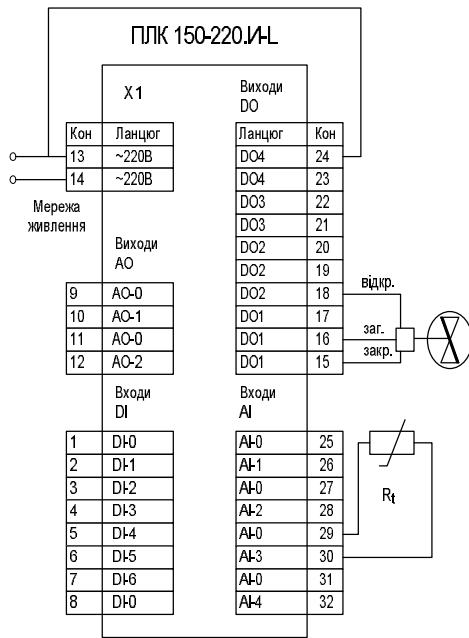 ПЛК 150-220.И-L
X1
Виходи
DO
Кон Ланцюг
13 ~220В
14 ~220В
Мережа
живлення
Ланцюг Кон
DO4 24
DO4 23
DO3 22
DO3 21
DO2 20
DO2 19
DO2 18
DO1 17
DO1 16
DO1 15
відкр.
заг.
закр.
Виходи
AO
9 AO-0
10 AO-1
11 AO-0
12 AO-2
Входи
DI
1 DI-0
2 DI-1
3 DI-2
4 DI-3
5 DI-4
6 DI-5
7 DI-6
8 DI-0
Входи
AI
AI-0 25
AI-1 26
AI-0 27
AI-2 28
AI-0 29
AI-3 30
AI-0 31
AI-4 32
Rt